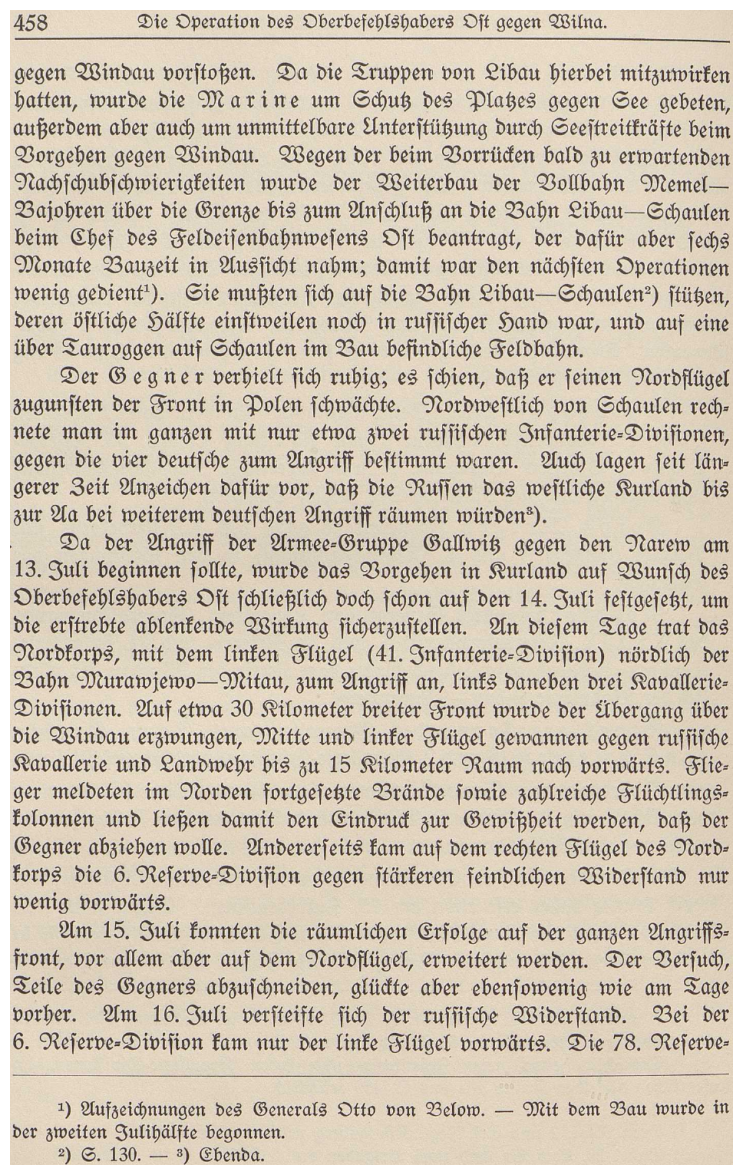 458 Die Operation des Oberbefehlshabers Ost gegen Wilna.
gegen Windau vorstoßen. Da die Truppen von Libau hierbei mitzuwirken
hatten, wurde die Marine um Schutz des Platzes gegen See gebeten,
außerdem aber auch um unmittelbare Unterstützung durch Seestreitkräfte beim
Vorgehen gegen Windau. Wegen der beim Vorrücken bald zu erwartenden
Nachschubschwierigkeiten wurde der Weiterbau der Vollbahn Memel—
Bajohren über die Grenze bis zum Anschluß an die Bahn Libau—Schaulen
beim Chef des Feldeisenbahnwesens Ost beantragt, der dafür aber sechs
Monate Bauzeit in Aussicht nahm; damit war den nächsten Operationen
wenig gedient¹). Sie mußten sich auf die Bahn Libau—Schaulen²) stützen,
deren östliche Hälfte einstweilen noch in russischer Hand war, und auf eine
über Tauroggen auf Schaulen im Bau befindliche Feldbahn.
Der Gegner verhielt sich ruhig; es schien, daß er seinen Nordflügel
zugunsten der Front in Polen schwächte. Nordwestlich von Schaulen rech-
nete man im ganzen mit nur etwa zwei russischen Infanterie-Divisionen,
gegen die vier deutsche zum Angriff bestimmt waren. Auch lagen seit län-
gerer Zeit Anzeichen dafür vor, daß die Russen das westliche Kurland bis
zur Aa bei weiterem deutschen Angriff räumen würden³).
Da der Angriff der Armee-Gruppe Gallwitz gegen den Narew am
13. Juli beginnen sollte, wurde das Vorgehen in Kurland auf Wunsch des
Oberbefehlshabers Ost schließlich doch schon auf den 14. Juli festgesetzt, um
die erstrebte ablenkende Wirkung sicherzustellen. An diesem Tage trat das
Nordkorps, mit dem linken Flügel (41. Infanterie-Division) nördlich der
Bahn Murawjewo—Mitau, zum Angriff an, links daneben drei Kavallerie-
Divisionen. Auf etwa 30 Kilometer breiter Front wurde der Übergang über
die Windau erzwungen, Mitte und linker Flügel gewannen gegen russische
Kavallerie und Landwehr bis zu 15 Kilometer Raum nach vorwärts. Flie-
ger meldeten im Norden fortgesetzte Brände sowie zahlreiche Flüchtlings-
kolonnen und ließen damit den Eindruck zur Gewißheit werden, daß der
Gegner abziehen wolle. Andererseits kam auf dem rechten Flügel des Nord-
korps die 6. Reserve-Division gegen stärkeren feindlichen Widerstand nur
wenig vorwärts.
Am 15. Juli konnten die räumlichen Erfolge auf der ganzen Angriffs-
front, vor allem aber auf dem Nordflügel, erweitert werden. Der Versuch,
Teile des Gegners abzuschneiden, glückte aber ebensowenig wie am Tage
vorher. Am 16. Juli versteifte sich der russische Widerstand. Bei der
6. Reserve-Division kam nur der linke Flügel vorwärts. Die 78. Reserve-
¹) Aufzeichnungen des Generals Otto von Below. — Mit dem Bau wurde in
der zweiten Julihälfte begonnen.
²) S. 130. — ³) Ebenda.